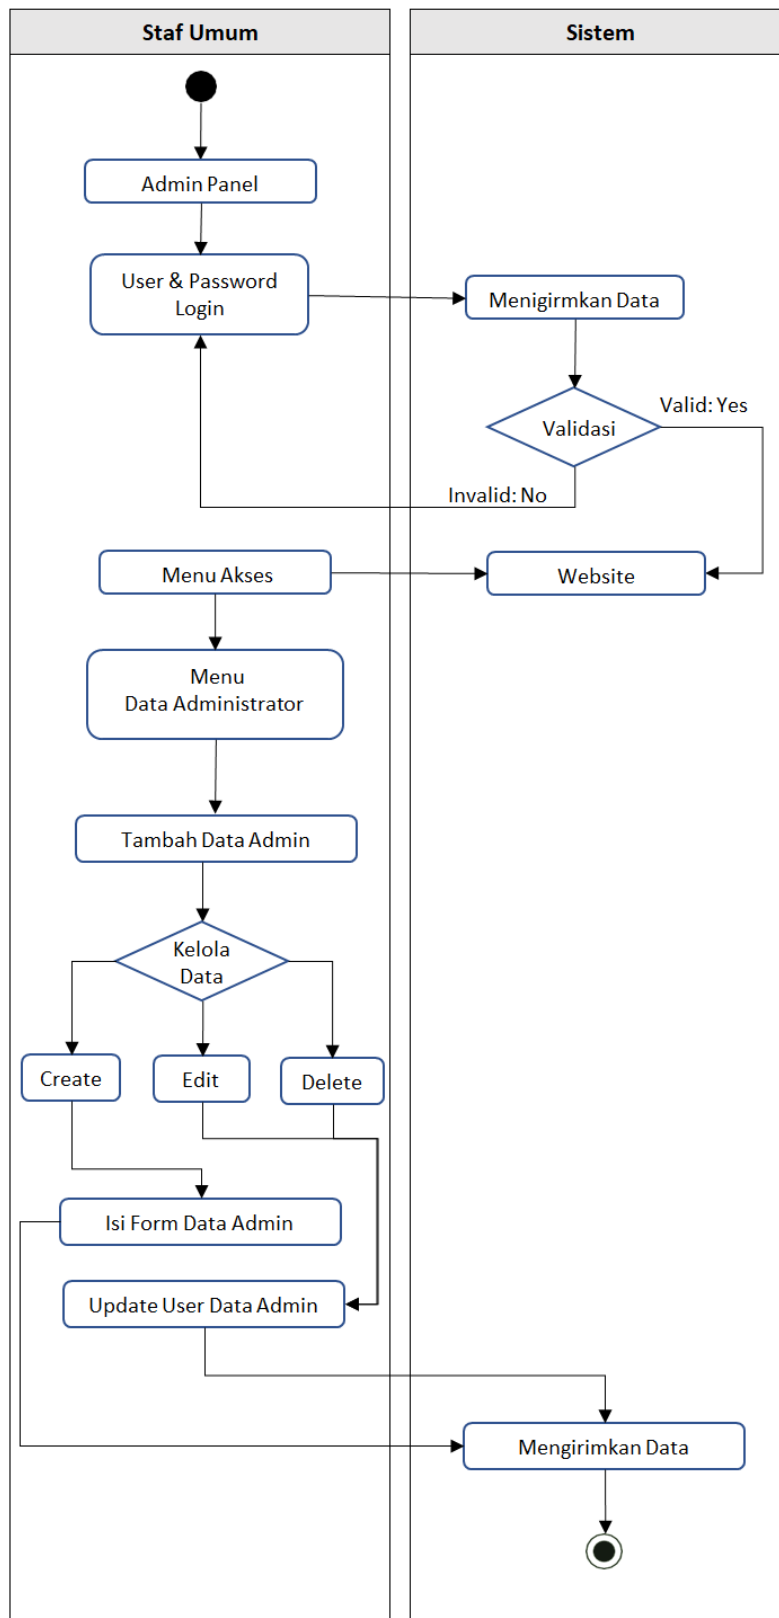 Staf Umum
Sistem
Admin Panel
User & Password
Login
Menigirmkan Data
Validasi
Valid: Yes
Invalid: No
Menu Akses
Website
Menu
Data Administrator
Tambah Data Admin
Kelola
Data
Create
Edit
Delete
Isi Form Data Admin
Update User Data Admin
Mengirimkan Data